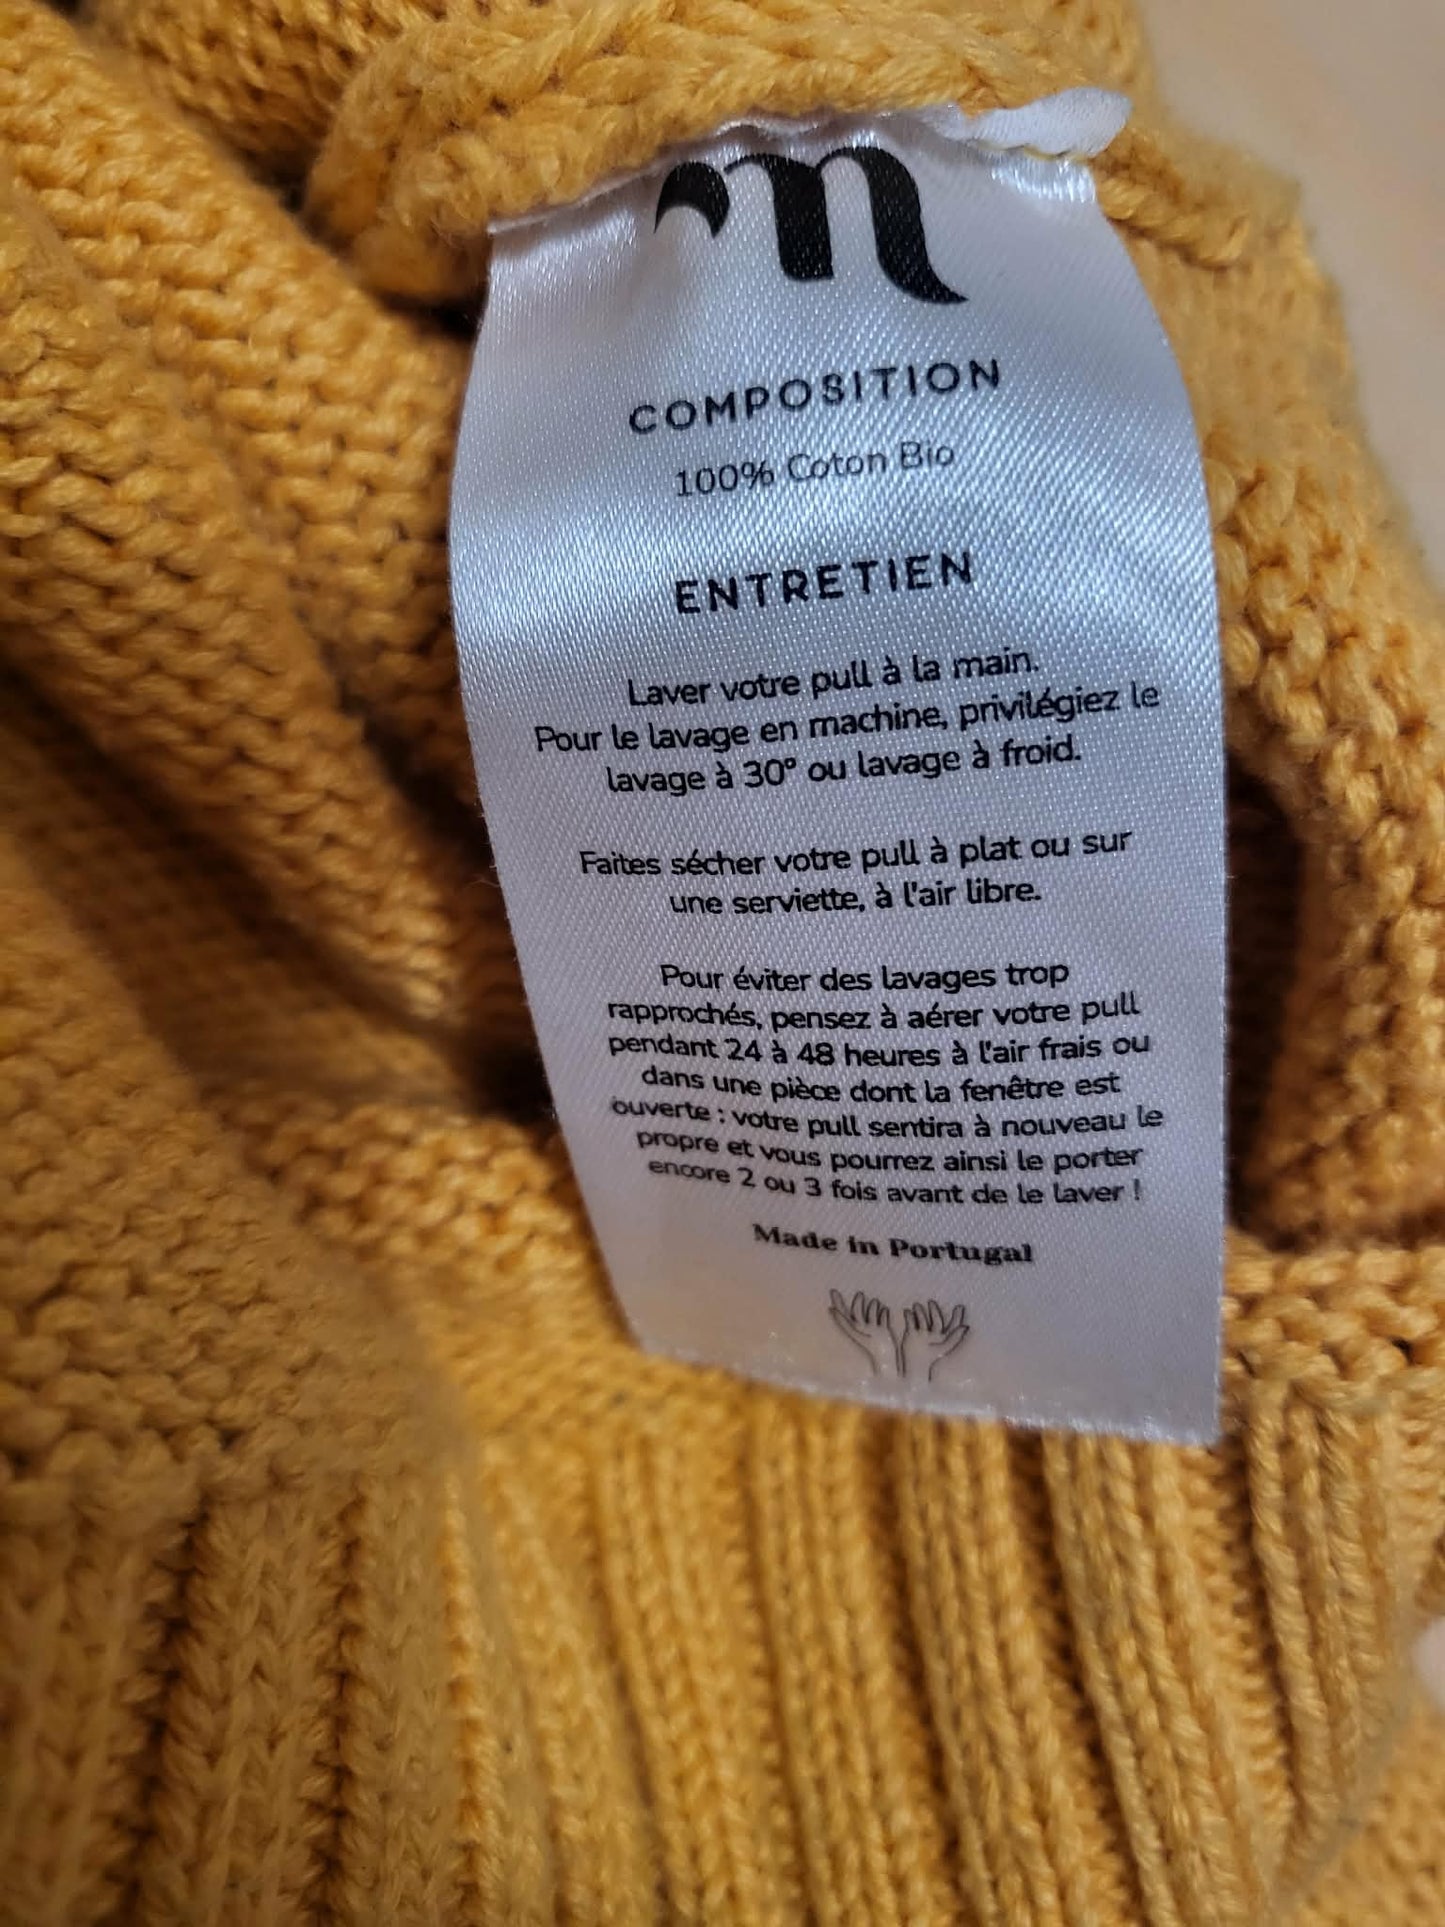 m
COMPOSITION
100% Coton Bio
ENTRETIEN
Laver votre pull à la main.
Pour le lavage en machine, privilégiez le
lavage à 30° ou lavage à froid.
Faites sécher votre pull à plat ou sur
une serviette, à l'air libre.
Pour éviter des lavages trop
rapprochés, pensez à aérer votre pull
pendant 24 à 48 heures à l'air frais ou
dans une pièce dont la fenêtre est
ouverte : votre pull sentira à nouveau le
propre et vous pourrez ainsi le porter
encore 2 ou 3 fois avant de le laver !
Made in Portugal